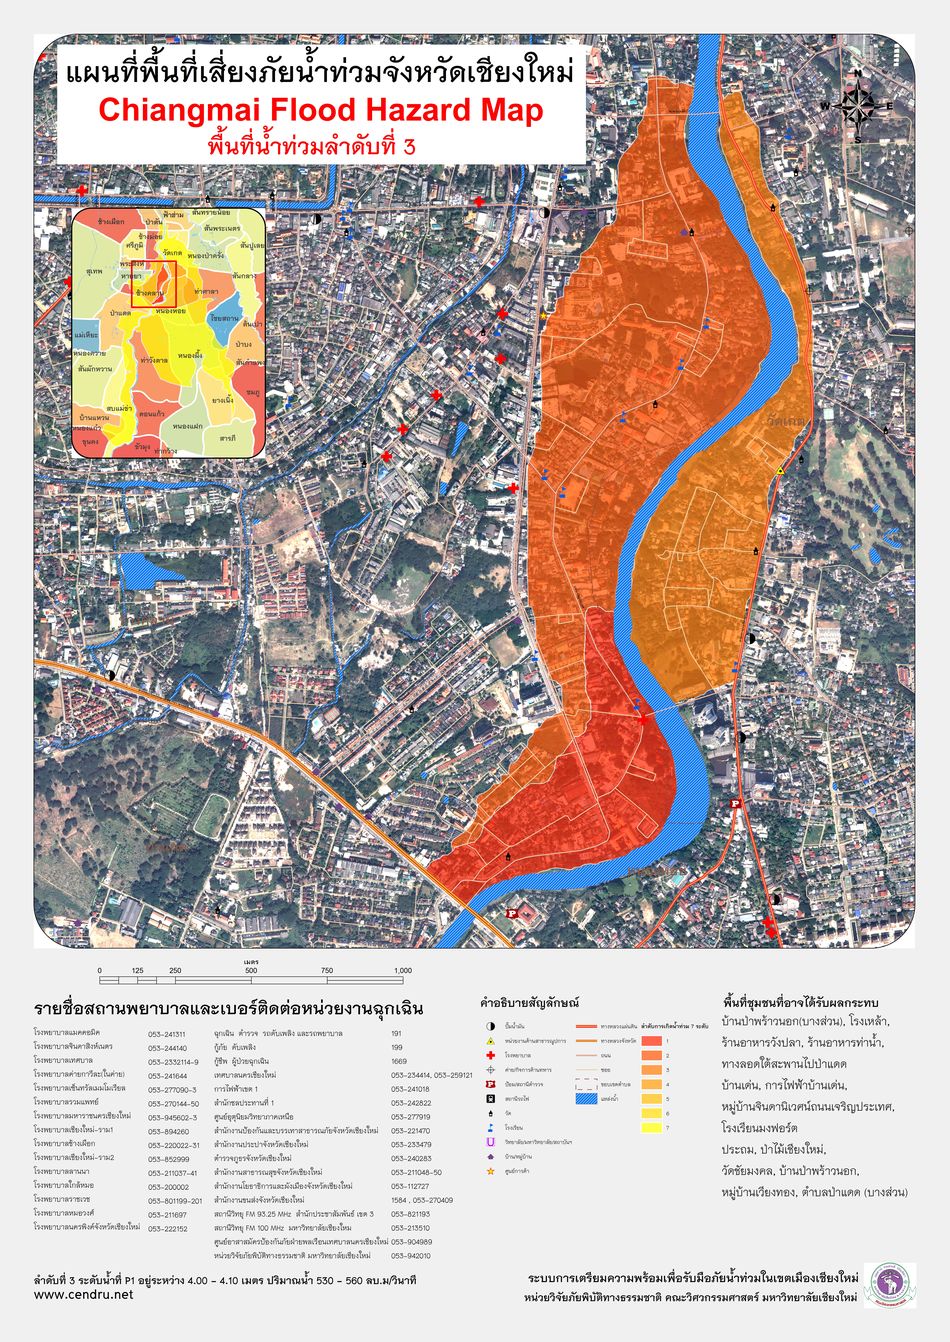 แผนที่พื้นที่เสี่ยงภัยน้ำท่วมจังหวัดเชียงใหม่
Chiangmai Flood Hazard Map
พื้นที่น้ำท่วมลำดับที่ 3
N
W E
S
ช้างเผือก
ป่าตัน
ฟ้าฮ่าม
สันทรายน้อย
สันพระเนตร
ช้างม่อย
ศรีภูมิ
วัดเกต
หนองป่าครั่ง
สันปูเลย
สุเทพ
พระสิงห์
หายยา
ช้างคลาน
ท่าศาลา
สันกลาง
ป่าแดด
หนองหอย
ไชยสถาน
แม่เหียะ
ป่าบง
หนองควาย
ท่าวังตาล
หนองผึ้ง
สันผักหวาน
ชมภู
ยางเนิ้ง
สบแม่ข่า
ดอนแก้ว
บ้านแหวน
หนองแก๋ว
หนองแฝก
สารภี
ขุนคง
ขัวมุง
ท่ากว้าง
วัดเกต
เมตร
0 125 250 500 750 1,000
รายชื่อสถานพยาบาลและเบอร์ติดต่อหน่วยงานฉุกเฉิน
โรงพยาบาลแมคคอมิค 053-241311 ฉุกเฉิน ตำรวจ รถดับเพลิง และรถพยาบาล 191
โรงพยาบาลจินดาสิงห์เนตร 053-244140 กู้ภัย ดับเพลิง 199
โรงพยาบาลเทศบาล 053-2332114-9 กู้ชีพ ผู้ป่วยฉุกเฉิน 1669
โรงพยาบาลค่ายกาวีละ(ในค่าย) 053-241644 เทศบาลนครเชียงใหม่ 053-234414, 053-259121
โรงพยาบาลเซ็นทรัลเมมโมเรียล 053-277090-3 การไฟฟ้าเขต 1 053-241018
โรงพยาบาลรวมแพทย์ 053-270144-50 สำนักชลประทานที่ 1 053-242822
โรงพยาบาลมหาราชนครเชียงใหม่ 053-945602-3 ศูนย์อุตุนิยมวิทยาภาคเหนือ 053-277919
โรงพยาบาลเชียงใหม่-ราม1 053-894260 สำนักงานป้องกันและบรรเทาสาธารณภัยจังหวัดเชียงใหม่ 053-221470
โรงพยาบาลช้างเผือก 053-220022-31 สำนักงานประปาจังหวัดเชียงใหม่ 053-233479
โรงพยาบาลเชียงใหม่-ราม2 053-852999 ตำรวจภูธรจังหวัดเชียงใหม่ 053-240283
โรงพยาบาลลานนา 053-211037-41 สำนักงานสาธารณสุขจังหวัดเชียงใหม่ 053-211048-50
โรงพยาบาลใกล้หมอ 053-200002 สำนักงานโยธาธิการและผังเมืองจังหวัดเชียงใหม่ 053-112727
โรงพยาบาลราชเวช 053-801199-201 สำนักงานขนส่งจังหวัดเชียงใหม่ 1584 , 053-270409
โรงพยาบาลหมอวงศ์ 053-211697 สถานีวิทยุ FM 93.25 MHz สำนักประชาสัมพันธ์ เขต 3 053-821193
โรงพยาบาลนครพิงค์จังหวัดเชียงใหม่ 053-222152 สถานีวิทยุ FM 100 MHz มหาวิทยาลัยเชียงใหม่ 053-213510
ศูนย์อาสาสมัครป้องกันภัยฝ่ายพลเรือนเทศบาลนครเชียงใหม่ 053-904989
หน่วยวิจัยภัยพิบัติทางธรรมชาติ มหาวิทยาลัยเชียงใหม่ 053-942010
คำอธิบายสัญลักษณ์
ปั้มน้ำมัน ทางหลวงแผ่นดิน ลำดับการเกิดน้ำท่วม 7 ระดับ
หน่วยงานด้านสาธารณูปการ ทางหลวงจังหวัด 1
โรงพยาบาล ถนน 2
ค่าย/กิจการด้านทหาร ซอย 3
ป้อม/สถานีตำรวจ ขอบเขตตำบล 4
สถานีรถไฟ แหล่งน้ำ 5
วัด 6
โรงเรียน 7
วิทยาลัย/มหาวิทยาลัย/สถาบันฯ
บ้าน/หมู่บ้าน
ศูนย์การค้า
พื้นที่ชุมชนที่อาจได้รับผลกระทบ
บ้านป่าพร้าวนอก(บางส่วน), โรงเหล้า,
ร้านอาหารวังปลา, ร้านอาหารท่าน้ำ,
ทางลอดใต้สะพานไปป่าแดด
บ้านเด่น, การไฟฟ้าบ้านเด่น,
หมู่บ้านจินดานิเวศน์ถนนเจริญประเทศ,
โรงเรียนมงฟอร์ต
ประถม, ป่าไม้เชียงใหม่,
วัดชัยมงคล, บ้านป่าพร้าวนอก,
หมู่บ้านเวียงทอง, ตำบลป่าแดด (บางส่วน)
ลำดับที่ 3 ระดับน้ำที่ P1 อยู่ระหว่าง 4.00 - 4.10 เมตร ปริมาณน้ำ 530 - 560 ลบ.ม/วินาที
www.cendru.net
ระบบการเตรียมความพร้อมเพื่อรับมือภัยน้ำท่วมในเขตเมืองเชียงใหม่
หน่วยวิจัยภัยพิบัติทางธรรมชาติ คณะวิศวกรรมศาสตร์ มหาวิทยาลัยเชียงใหม่